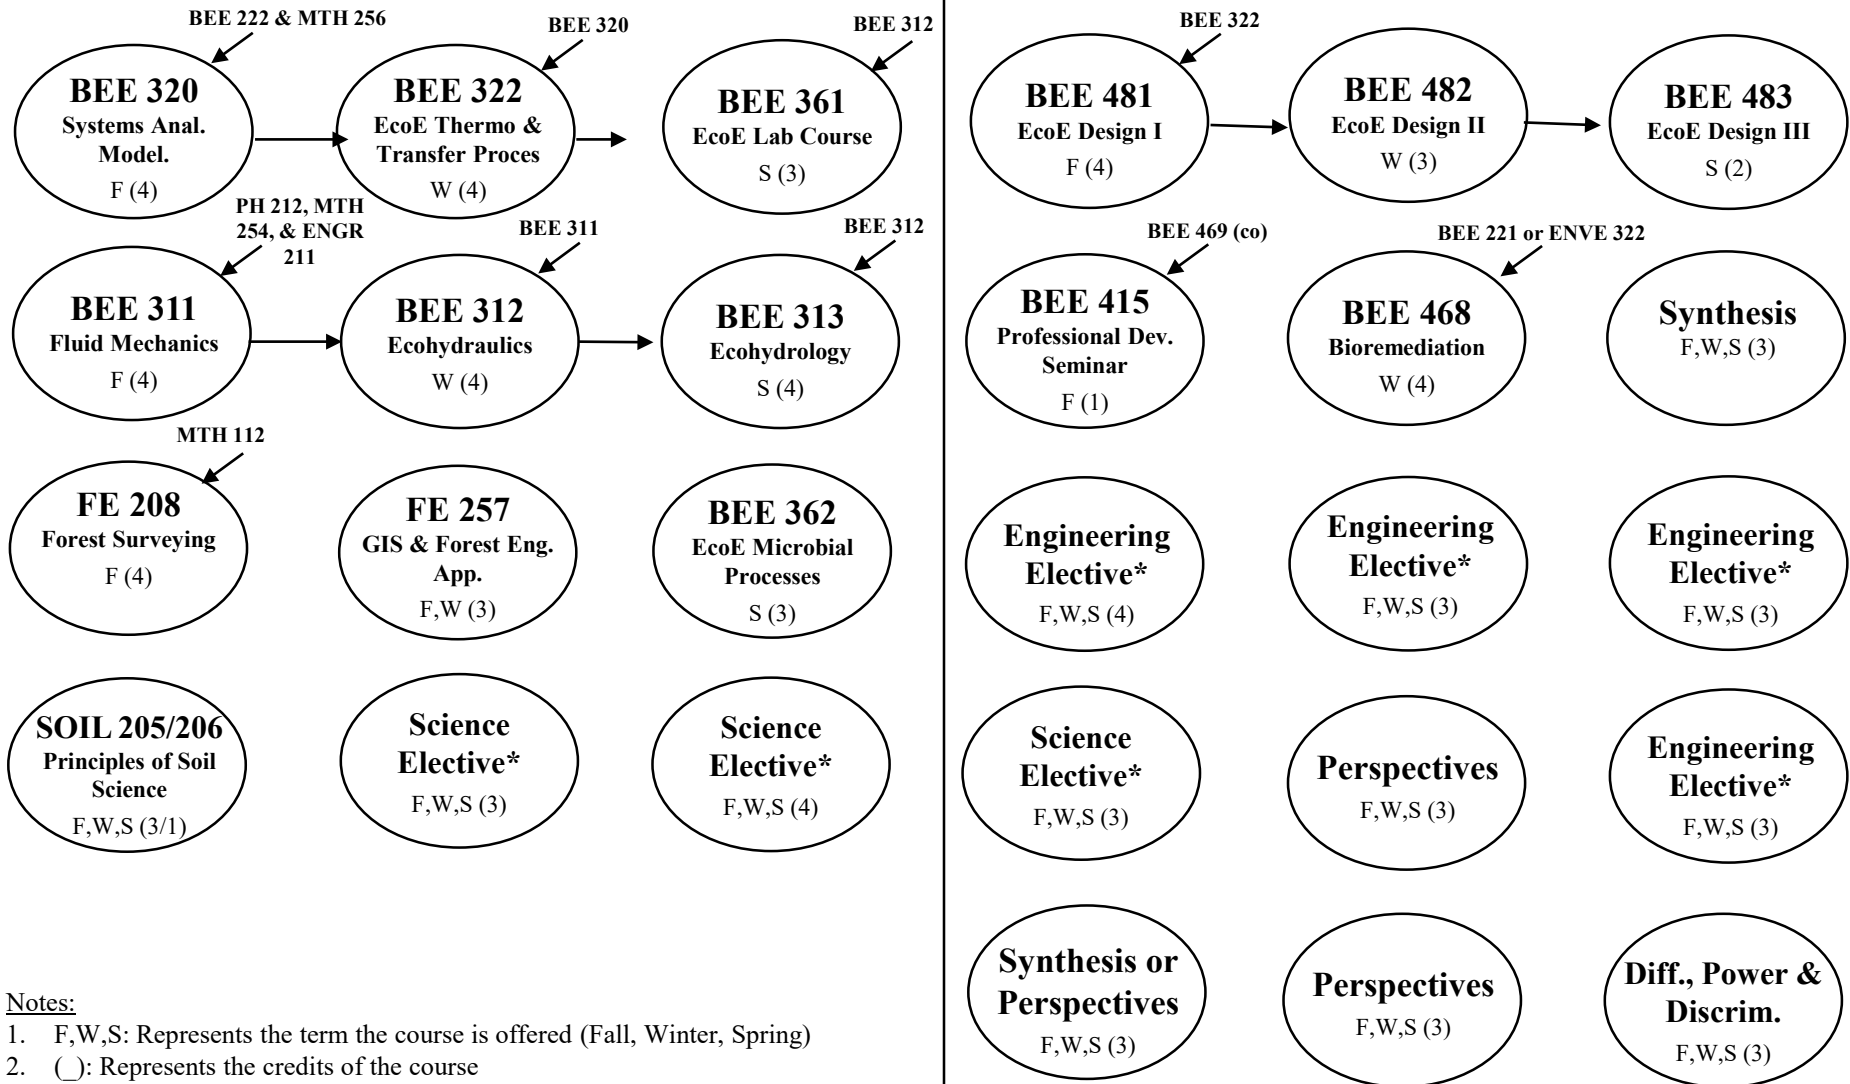 BEE 222 & MTH 256
BEE 320
Systems Anal.
Model.
F (4)
BEE 320
BEE 322
EcoE Thermo &
Transfer Proces
W (4)
BEE 312
BEE 361
EcoE Lab Course
S (3)
PH 212, MTH
254, & ENGR
211
BEE 311
Fluid Mechanics
F (4)
BEE 311
BEE 312
Ecohydraulics
W (4)
BEE 312
BEE 313
Ecohydrology
S (4)
MTH 112
FE 208
Forest Surveying
F (4)
FE 257
GIS & Forest Eng.
App.
F,W (3)
BEE 362
EcoE Microbial
Processes
S (3)
SOIL 205/206
Principles of Soil
Science
F,W,S (3/1)
Science
Elective*
F,W,S (3)
Science
Elective*
F,W,S (4)
Notes:
1. F,W,S: Represents the term the course is offered (Fall, Winter, Spring)
2. (_): Represents the credits of the course
BEE 322
BEE 481
EcoE Design I
F (4)
BEE 482
EcoE Design II
W (3)
BEE 483
EcoE Design III
S (2)
BEE 469 (co)
BEE 415
Professional Dev.
Seminar
F (1)
BEE 221 or ENVE 322
BEE 468
Bioremediation
W (4)
Synthesis
F,W,S (3)
Engineering
Elective*
F,W,S (4)
Engineering
Elective*
F,W,S (3)
Engineering
Elective*
F,W,S (3)
Science
Elective*
F,W,S (3)
Perspectives
F,W,S (3)
Engineering
Elective*
F,W,S (3)
Synthesis or
Perspectives
F,W,S (3)
Perspectives
F,W,S (3)
Diff., Power &
Discrim.
F,W,S (3)